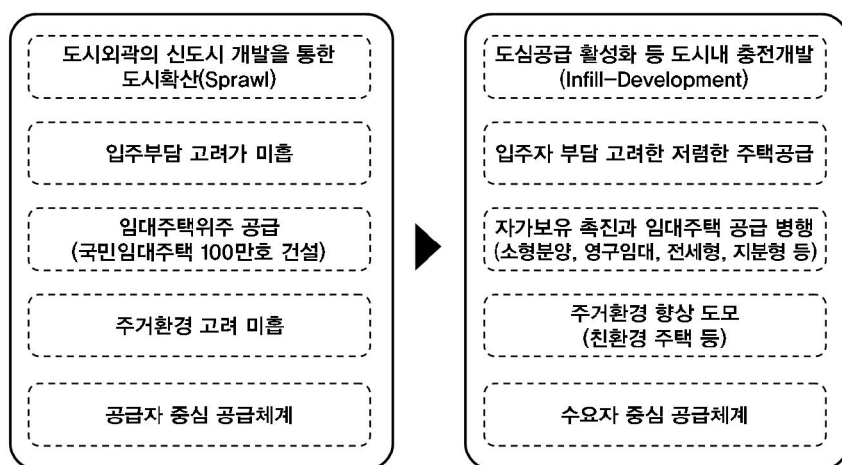 도시외곽의 신도시 개발을 통한
도시확산(Sprawl)
입주부담 고려가 미흡
임대주택위주 공급
(국민임대주택 100만호 건설)
주거환경 고려 미흡
공급자 중심 공급체계
도심공급 활성화 등 도시내 충전개발
(Infill-Development)
입주자 부담 고려한 저렴한 주택공급
자가보유 촉진과 임대주택 공급 병행
(소형분양, 영구임대, 전세형, 지분형 등)
주거환경 향상 도모
(친환경 주택 등)
수요자 중심 공급체계